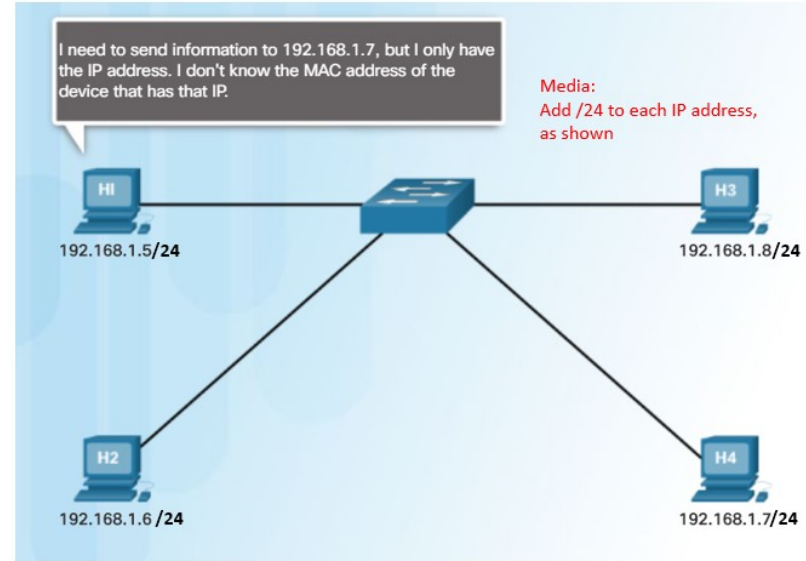 I need to send information to 192.168.1.7, but I only have
the IP address. I don't know the MAC address of the
device that has that IP.
Media:
Add /24 to each IP address,
as shown
H1
H3
192.168.1.5/24
192.168.1.8/24
H2
H4
192.168.1.6 /24
192.168.1.7/24